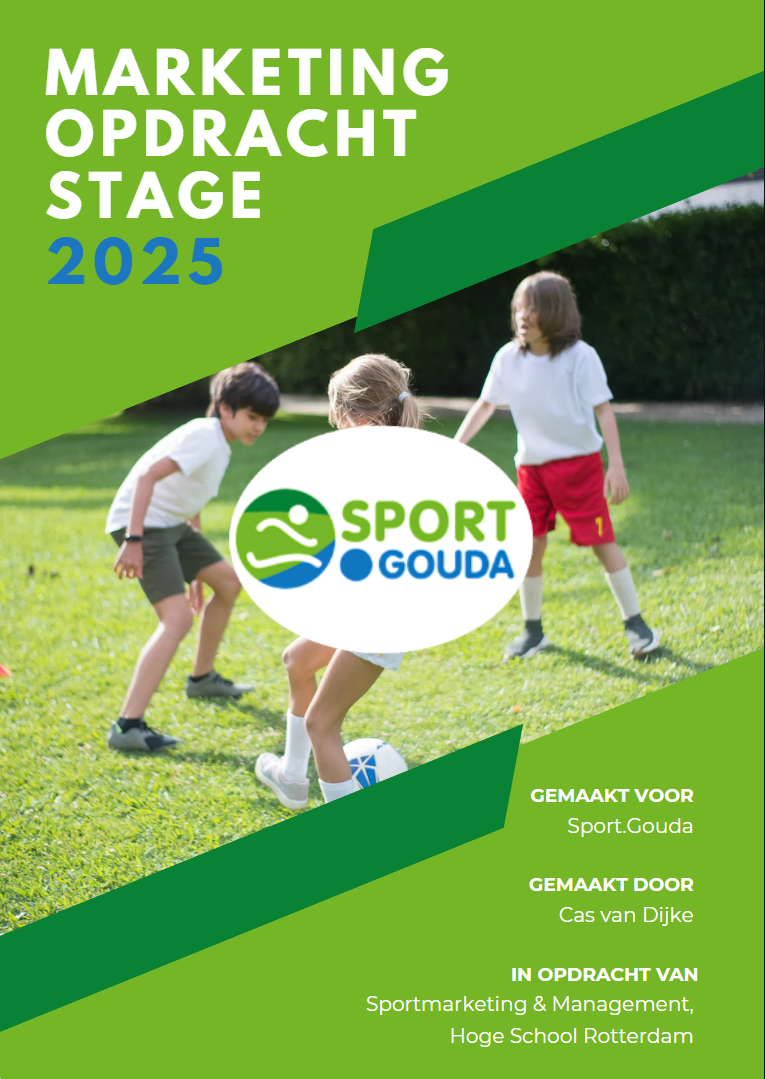 MARKETING
OPDRACHT
STAGE
2025
SPORT
GOUDA
1
GEMAAKT VOOR
Sport.Gouda
GEMAAKT DOOR
Cas van Dijke
IN OPDRACHT VAN
Sportmarketing & Management,
Hoge School Rotterdam